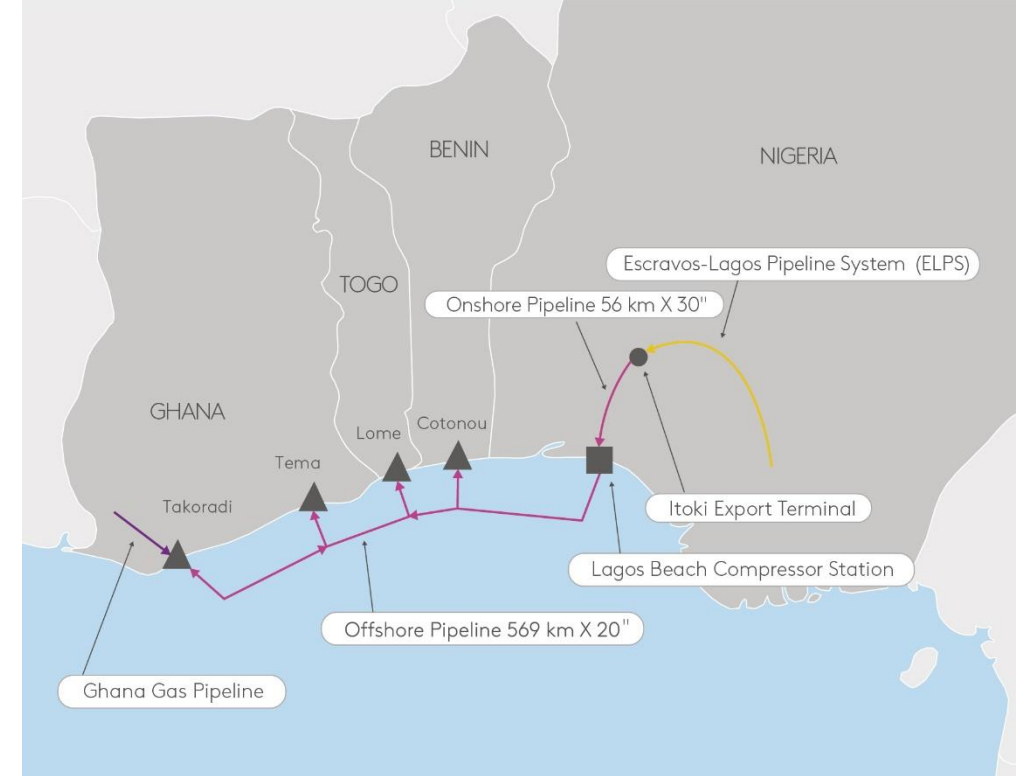 BENIN
NIGERIA
Escravos-Lagos Pipeline System (ELPS)
TOGO
Onshore Pipeline 56 km X 30"
GHANA
Cotonou
Lome
Tema
Takoradi
Itoki Export Terminal
Lagos Beach Compressor Station
Offshore Pipeline 569 km X 20"
Ghana Gas Pipeline